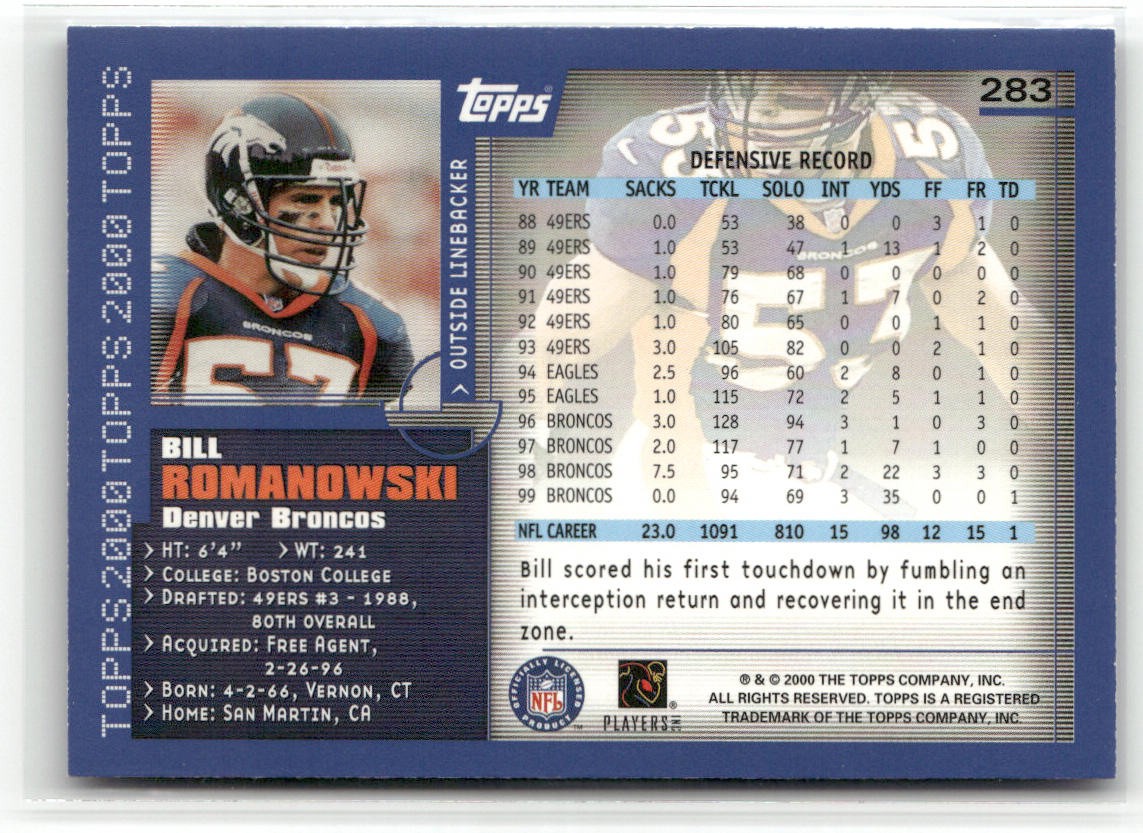 TOPPS 2000 TOPPS 2000 TOPPS 2000 TOPPS
BRONCOS
57
> OUTSIDE LINEBACKER
BILL
ROMANOWSKI
Denver Broncos
> HT: 6'4" > WT: 241
> COLLEGE: BOSTON COLLEGE
> DRAFTED: 49ERS #3 - 1988,
80TH OVERALL
> ACQUIRED: FREE AGENT,
2-26-96
> BORN: 4-2-66, VERNON, CT
> HOME: SAN MARTIN, CA
topps®
283
57
BRONCOS
57
DEFENSIVE RECORD
YR TEAM SACKS TCKL SOLO INT YDS FF FR TD
88 49ERS 0.0 53 38 0 0 3 1 0
89 49ERS 1.0 53 47 1 13 1 2 0
90 49ERS 1.0 79 68 0 0 0 0 0
91 49ERS 1.0 76 67 1 7 0 2 0
92 49ERS 1.0 80 65 0 0 1 1 0
93 49ERS 3.0 105 82 0 0 2 1 0
94 EAGLES 2.5 96 60 2 8 0 1 0
95 EAGLES 1.0 115 72 2 5 1 1 0
96 BRONCOS 3.0 128 94 3 1 0 3 0
97 BRONCOS 2.0 117 77 1 7 1 0 0
98 BRONCOS 7.5 95 71 2 22 3 3 0
99 BRONCOS 0.0 94 69 3 35 0 0 1
NFL CAREER 23.0 1091 810 15 98 12 15 1
Bill scored his first touchdown by fumbling an
interception return and recovering it in the end
zone.
OFFICIALLY LICENSED
NFL
PRODUCT
™
PLAYERS INC
®
® & © 2000 THE TOPPS COMPANY, INC.
ALL RIGHTS RESERVED. TOPPS IS A REGISTERED
TRADEMARK OF THE TOPPS COMPANY, INC.